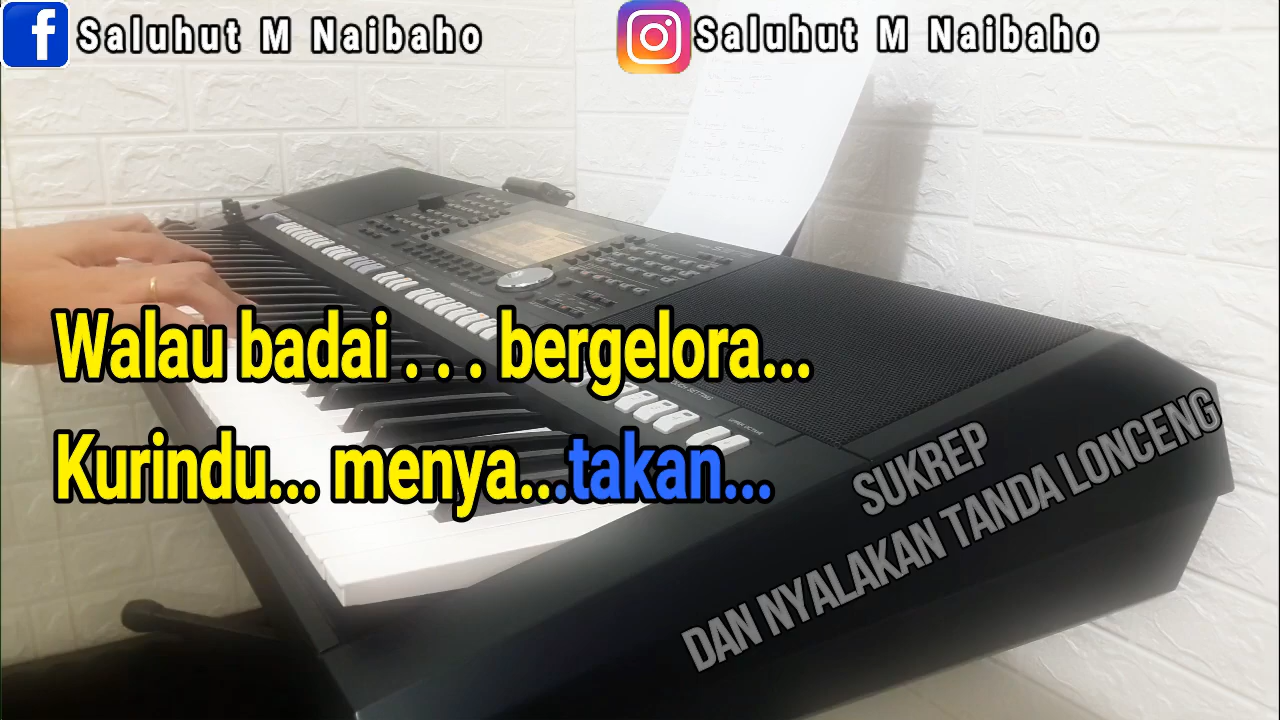 Saluhut M Naibaho
Saluhut M Naibaho
Walau badai . . . bergelora...
Kurindu... menya...takan...
SUKREP
DAN NYALAKAN TANDA LONCENG